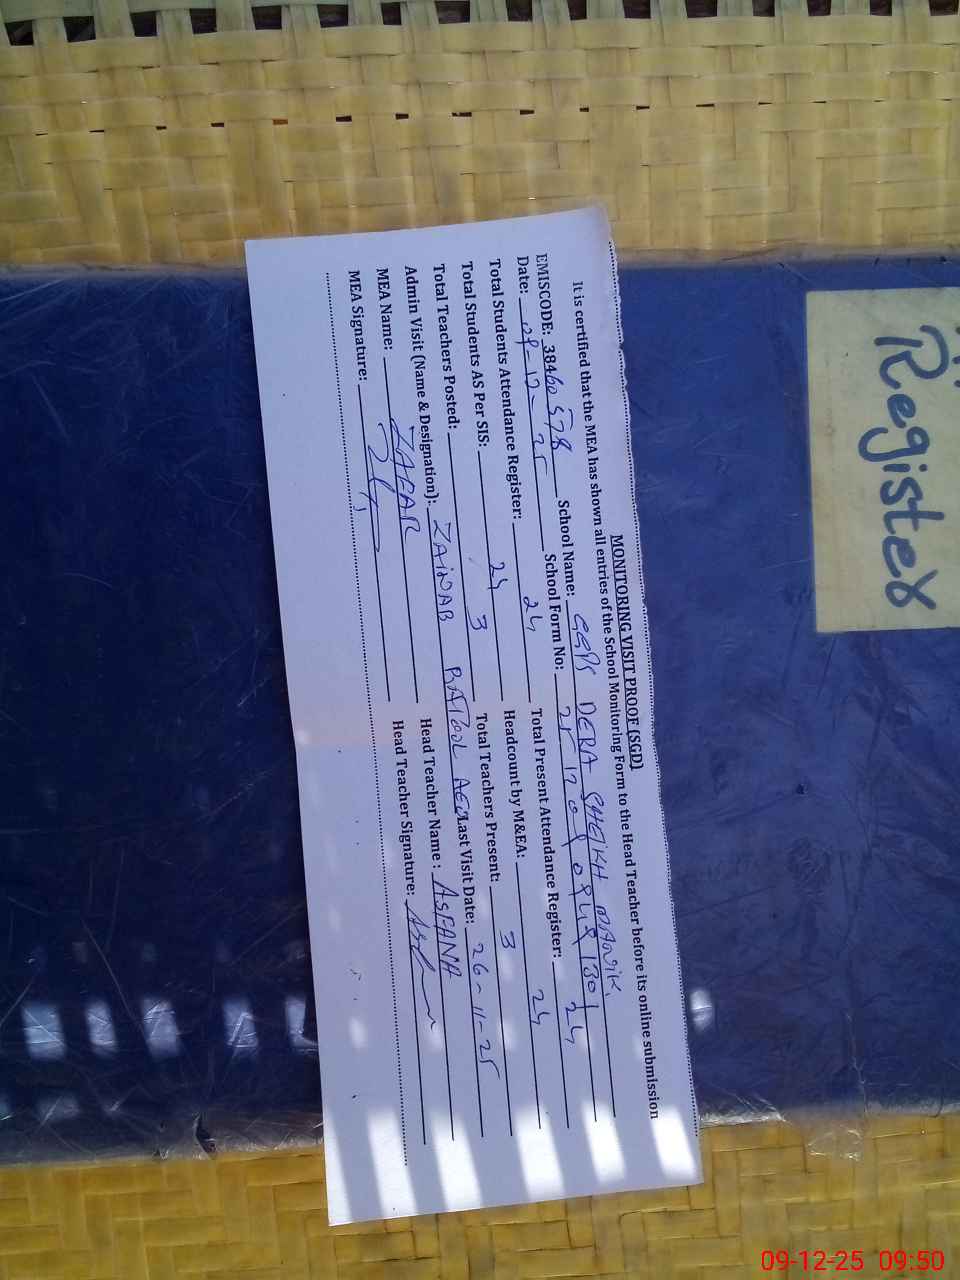 MONITORING VISIT PROOF (SGD)
It is certified that the MEA has shown all entries of the School Monitoring Form to the Head Teacher before its online submission
EMISCODE: 38460578 School Name: GGPS DERA SHEIKH MANIK.
Date: 09-12-25 School Form No:
Total Students Attendance Register: 24 Total Present Attendance Register: 24
Total Students AS Per SIS: 24 Headcount by M&EA: 24
Total Teachers Posted: 3 Total Teachers Present: 3
Admin Visit (Name & Designation): ZAINAB BATOOL AEO Last Visit Date: 26-11-25
MEA Name: ZAFAR Head Teacher Name: ASFANA
MEA Signature: Head Teacher Signature:
Register
09-12-25 09:50